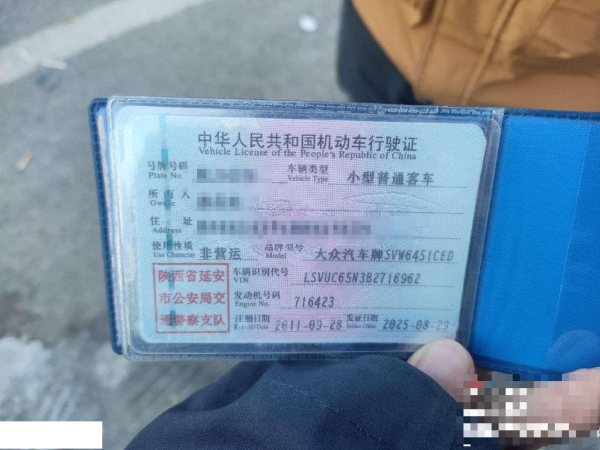 中华人民共和国机动车行驶证
Vehicle License of the People's Republic of China
号牌号码 Plate No. 车辆类型 Vehicle Type 小型普通客车
所有人 Owner
住址 Address
使用性质 Use Character 非营运 品牌型号 Model 大众汽车牌SVW6451CED
陕西省延安 车辆识别代号 VIN LSVUC65N3B2716962
市公安局交 发动机号码 Engine No. 716423
通警察支队 注册日期 2011-09-28 发证日期 Issue Date 2025-08-29